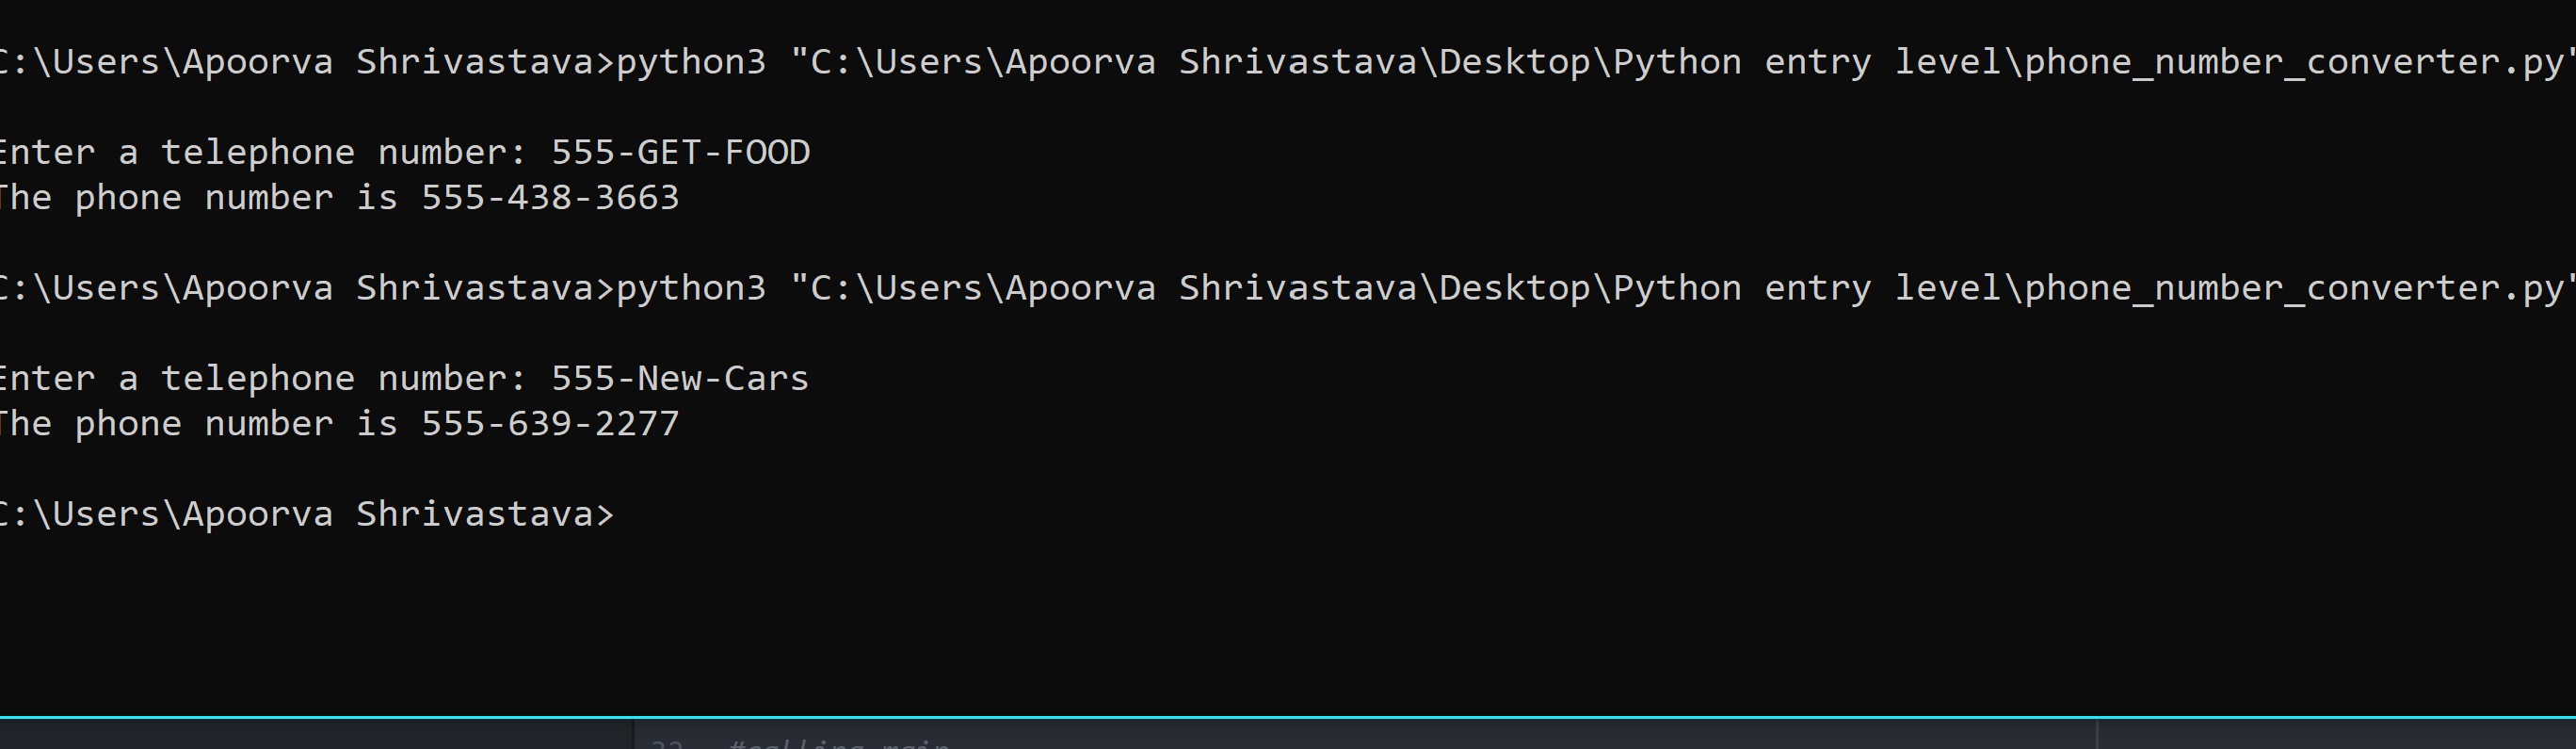 C:\Users\Apoorva Shrivastava>python3 "C:\Users\Apoorva Shrivastava\Desktop\Python entry level\phone_number_converter.py"
Enter a telephone number: 555-GET-FOOD
The phone number is 555-438-3663
C:\Users\Apoorva Shrivastava>python3 "C:\Users\Apoorva Shrivastava\Desktop\Python entry level\phone_number_converter.py"
Enter a telephone number: 555-New-Cars
The phone number is 555-639-2277
C:\Users\Apoorva Shrivastava>
#calling main